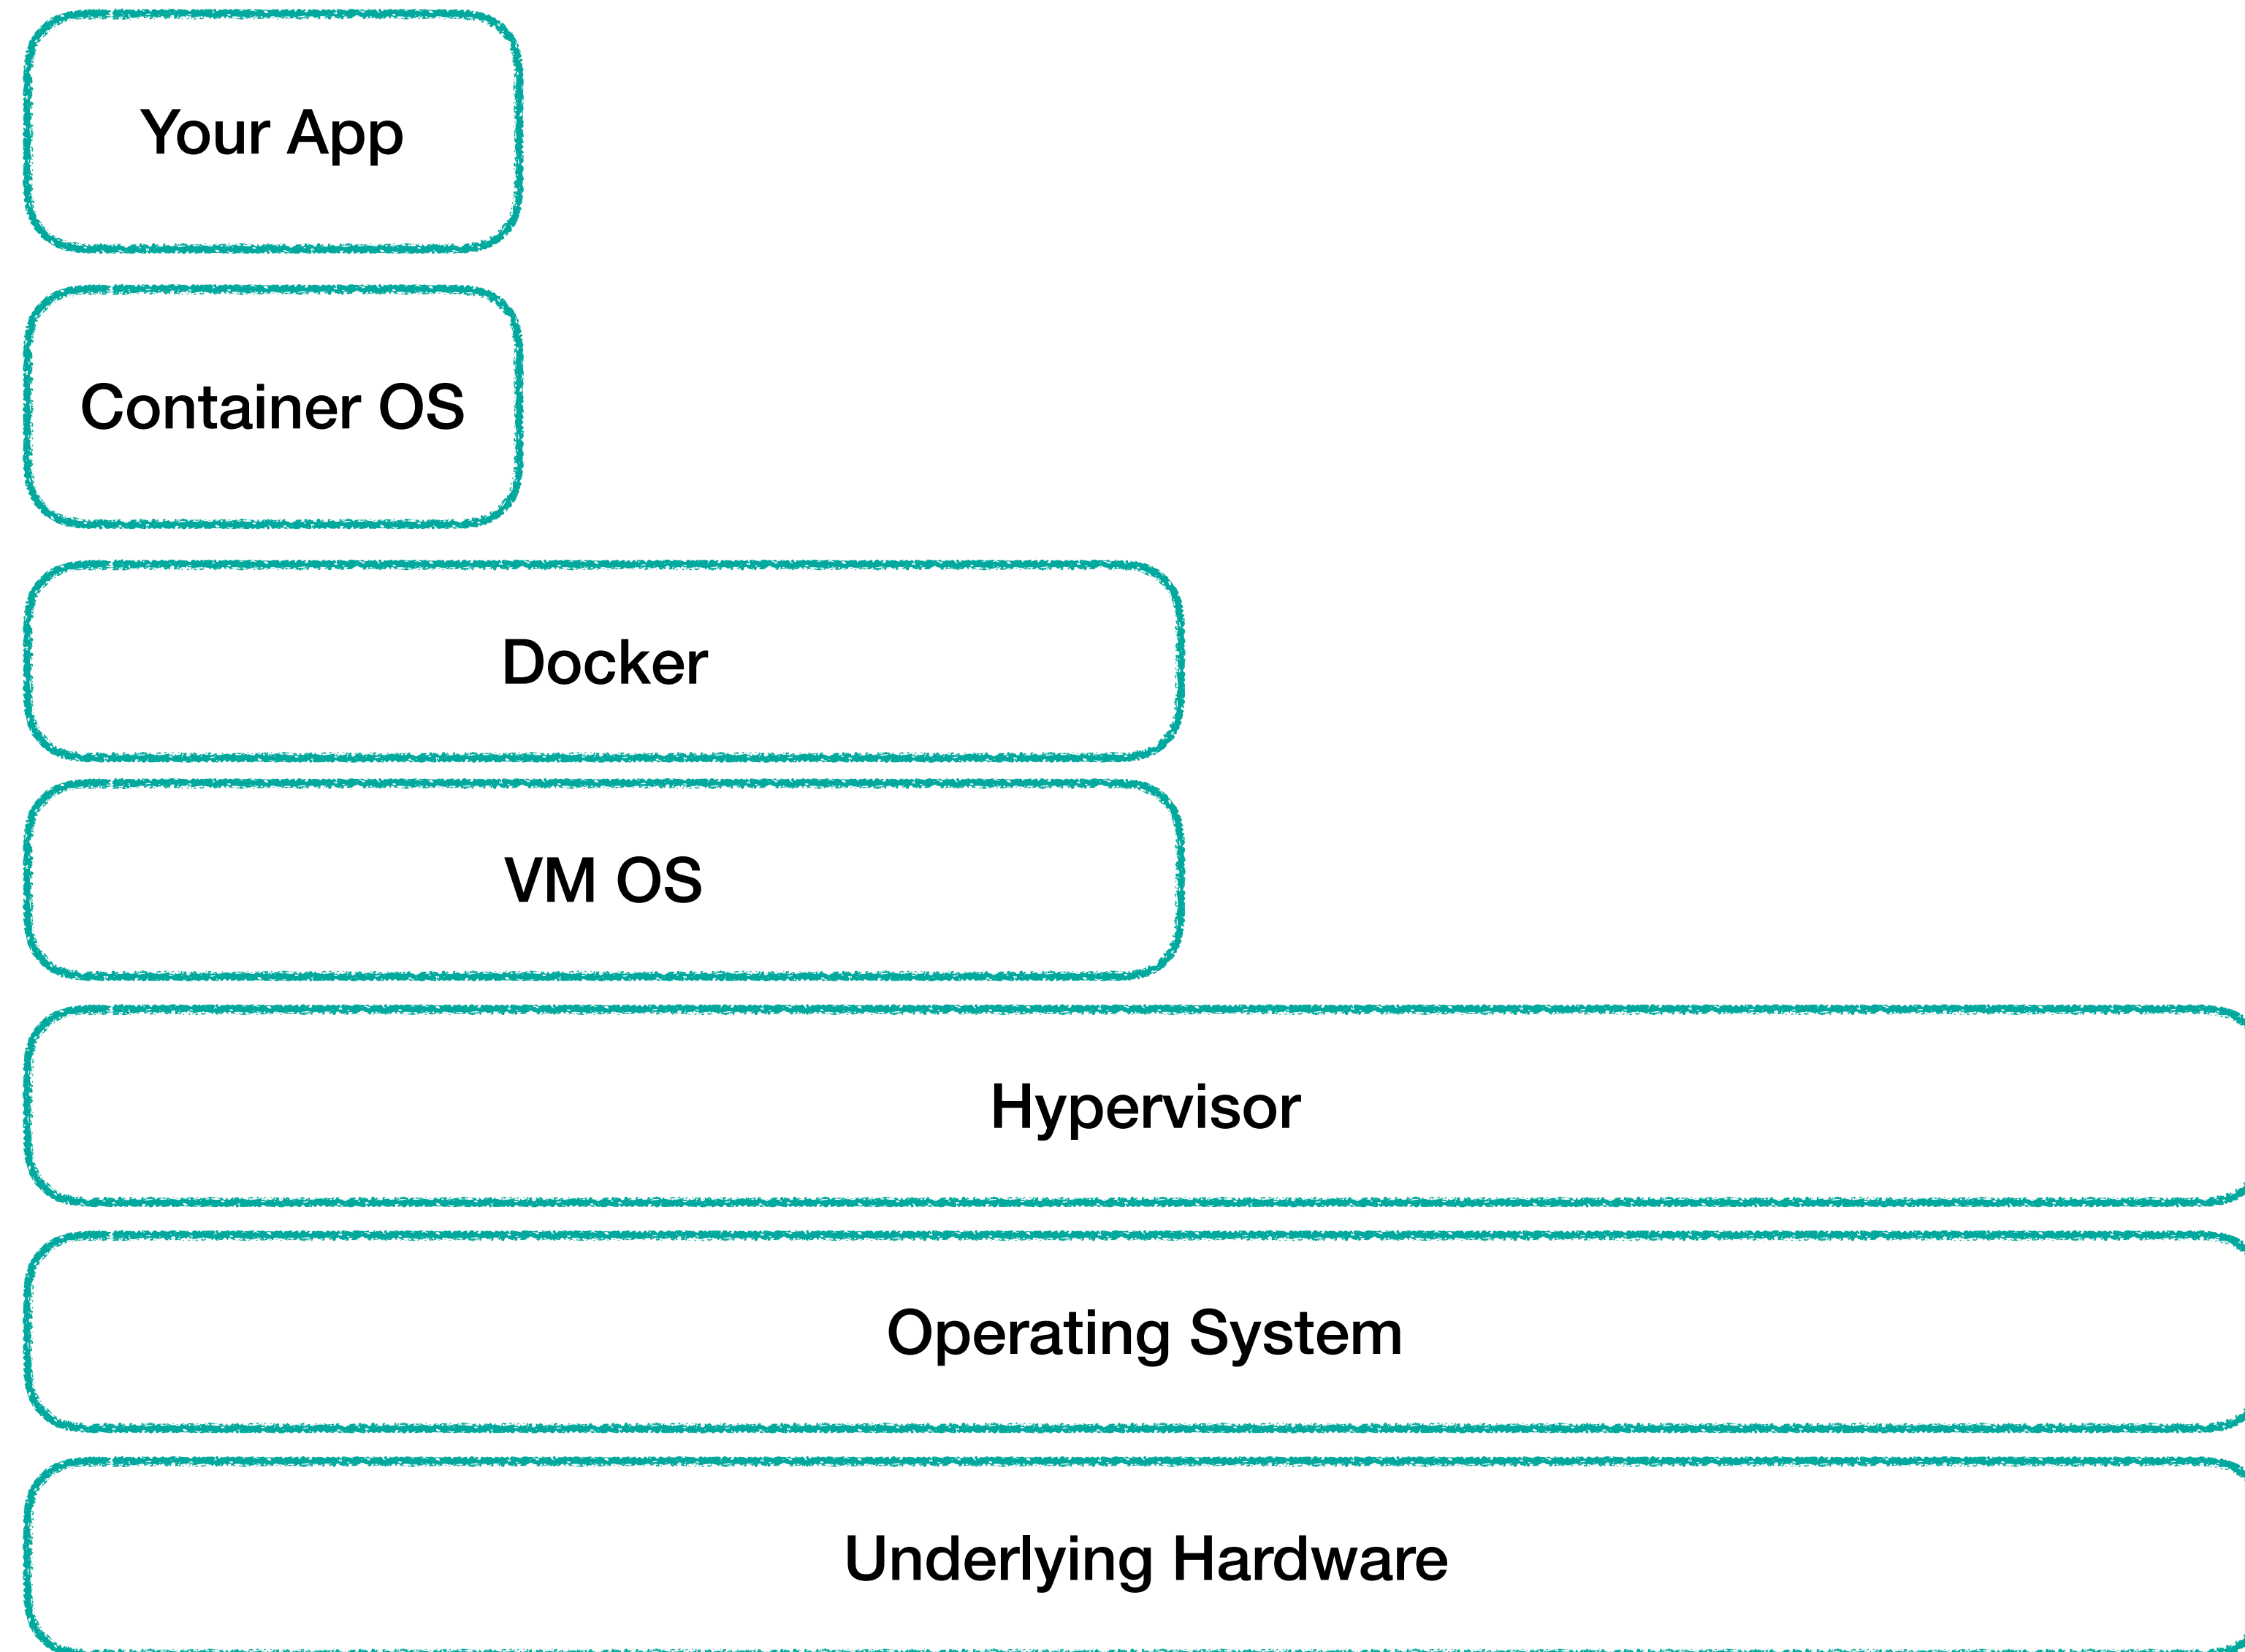 Your App
Container OS
Docker
VM OS
Hypervisor
Operating System
Underlying Hardware